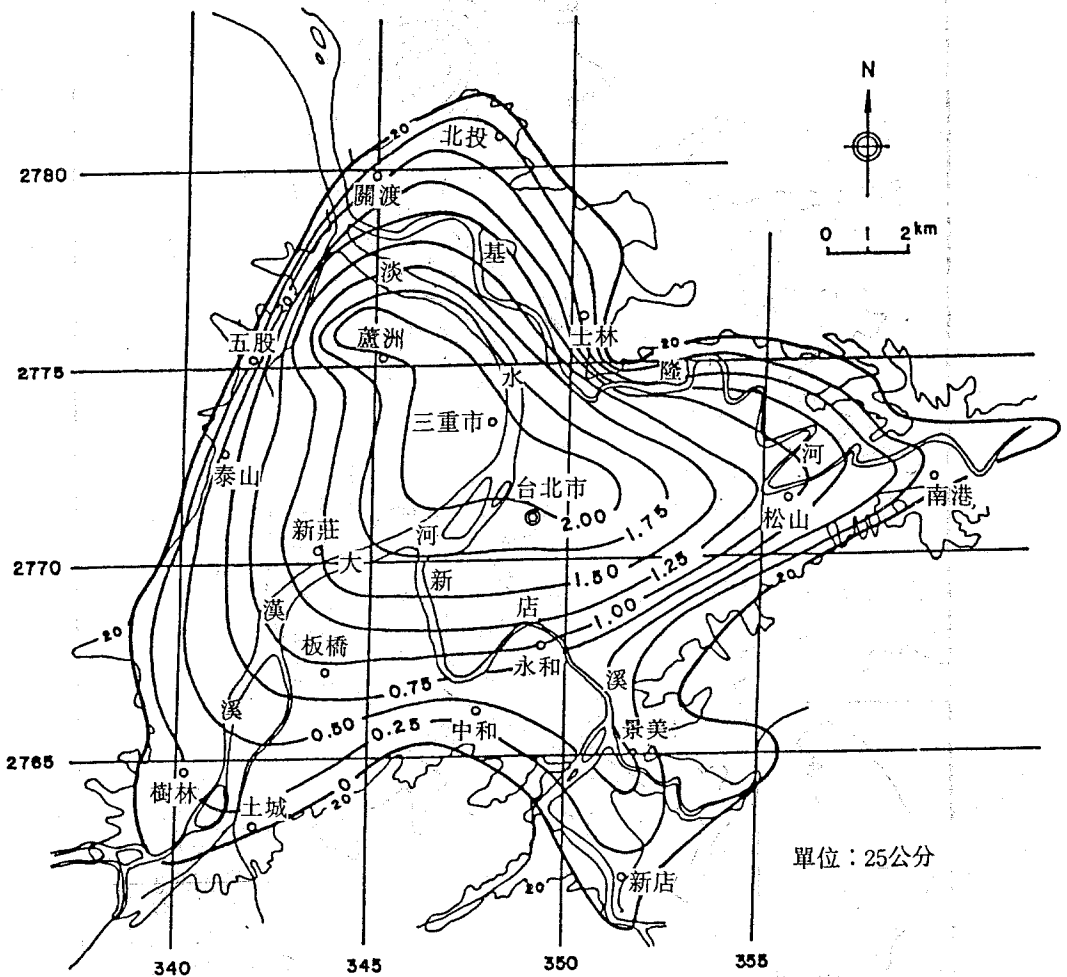 20
北投
N
2780
關渡
0 1 2 km
基
淡
士林
五股
蘆洲
20
隆
2775
水
三重市
河
泰山
台北市
松山
南港
2.00
新莊
河
1.75
大
2770
新
1.50
1.25
漢
店
1.00
20
20
板橋
永和
溪
0.75
溪
0.50
0.25
中和
景美
2765
樹林
0
20
土城
單位：25公分
20
新店
340
345
350
355